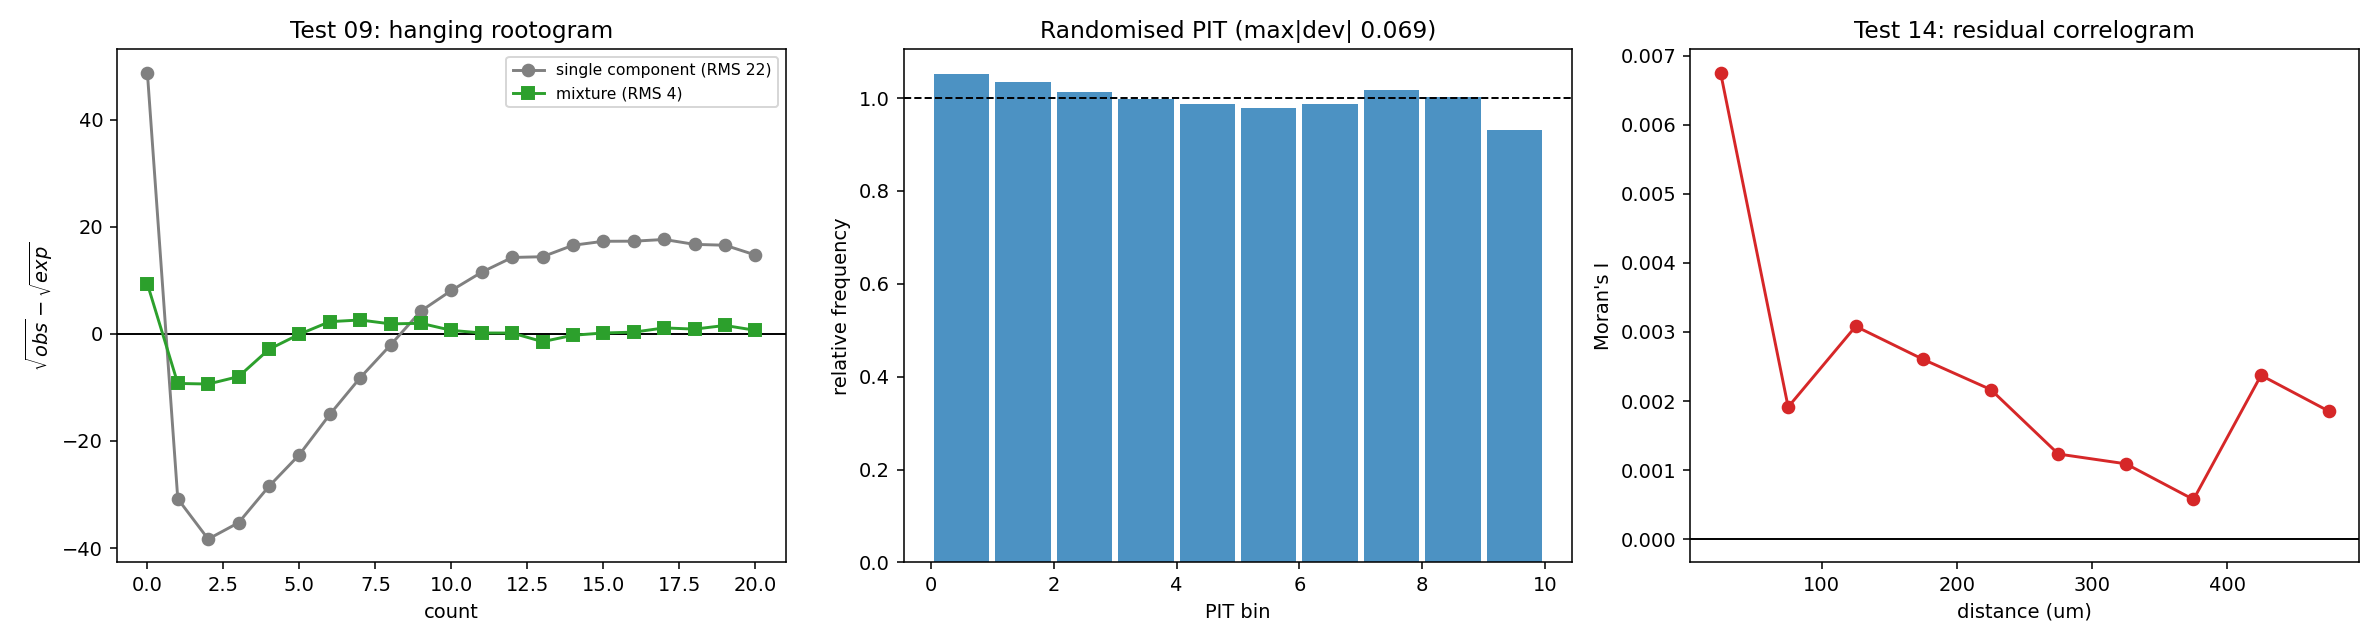 Test 09: hanging rootogram
single component (RMS 22)
mixture (RMS 4)
√obs − √exp
40
20
0
−20
−40
0.0 2.5 5.0 7.5 10.0 12.5 15.0 17.5 20.0
count
Randomised PIT (max|dev| 0.069)
relative frequency
1.0
0.8
0.6
0.4
0.2
0.0
0 2 4 6 8 10
PIT bin
Test 14: residual correlogram
Moran's I
0.007
0.006
0.005
0.004
0.003
0.002
0.001
0.000
100 200 300 400
distance (um)